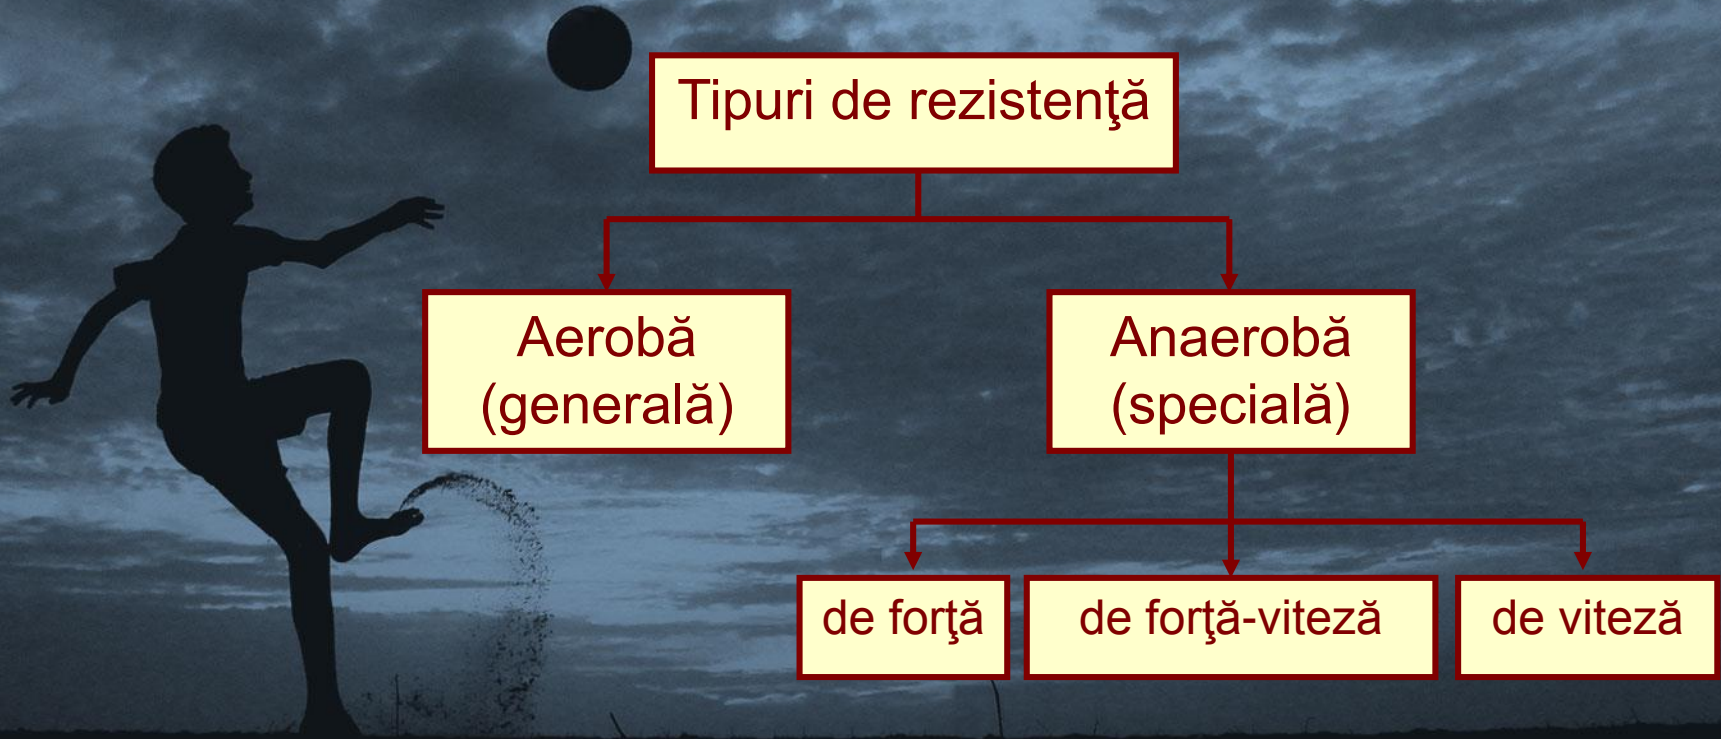 Tipuri de rezistenţă
Aerobă
(generală)
Anaerobă
(specială)
de forţă
de forţă-viteză
de viteză